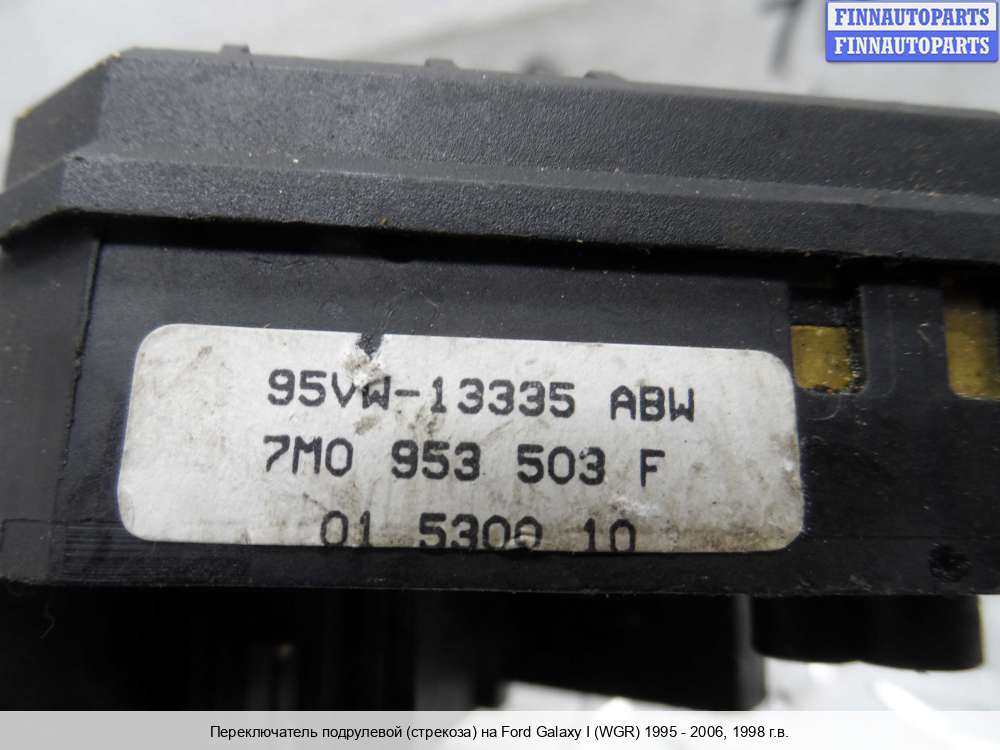 FINNAUTOPARTS
FINNAUTOPARTS
95VW-13335 ABW
7M0 953 503 F
01 5300 10
Переключатель подрулевой (стрекоза) на Ford Galaxy I (WGR) 1995 - 2006, 1998 г.в.